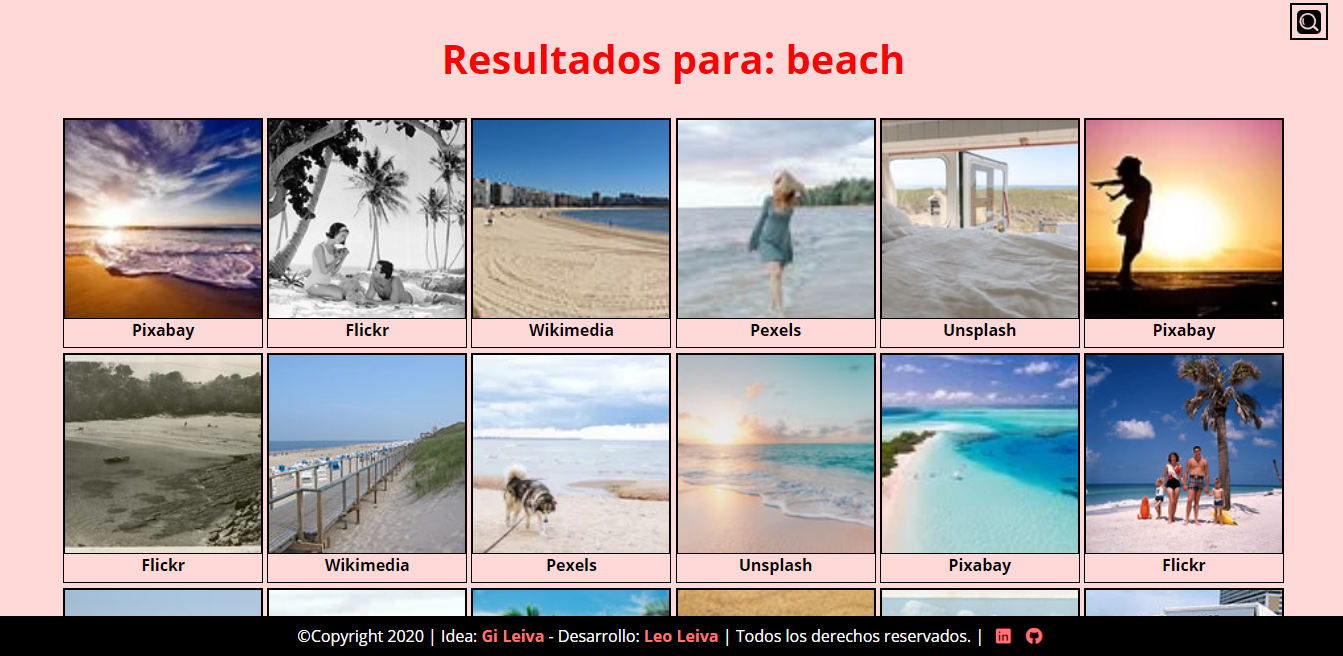 Resultados para: beach
Pixabay
Flickr
Wikimedia
Pexels
Unsplash
Pixabay
Flickr
Wikimedia
Pexels
Unsplash
Pixabay
Flickr
©Copyright 2020 | Idea: Gi Leiva - Desarrollo: Leo Leiva | Todos los derechos reservados. | in